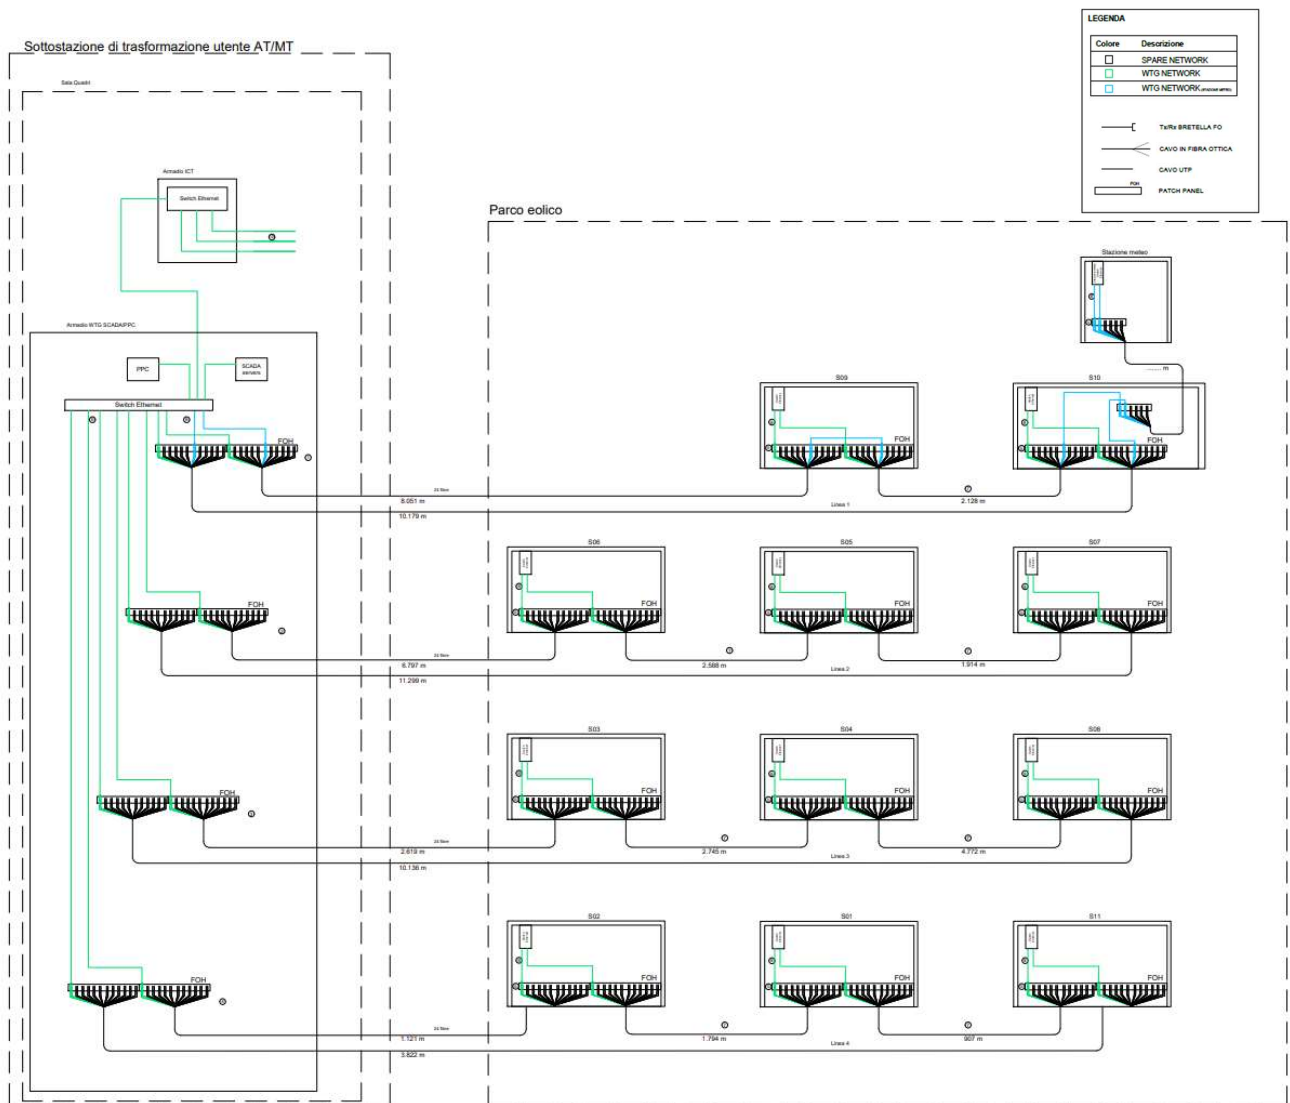 LEGENDA
Colore Descrizione
SPARE NETWORK
WTG NETWORK
WTG NETWORK (STAZIONE METEO)
Tx/Rx BRETELLA FO
CAVO IN FIBRA OTTICA
CAVO UTP
FOH
PATCH PANEL
Sottostazione di trasformazione utente AT/MT
Sala Quadri
Armadio ICT
Switch Ethernet
Parco eolico
Stazione meteo
........ m
Armadio WTG SCADA/PPC
PPC
SCADA
servers
Switch Ethernet
FOH
S09
FOH
S10
FOH
8.051 m
2.128 m
Linea 1
10.179 m
FOH
S06
FOH
S05
FOH
S07
FOH
6.797 m
2.588 m
1.914 m
Linea 2
11.299 m
FOH
S03
FOH
S04
FOH
S08
FOH
2.619 m
2.745 m
4.772 m
Linea 3
10.136 m
FOH
S02
FOH
S01
FOH
S11
FOH
1.121 m
1.794 m
907 m
Linea 4
3.822 m